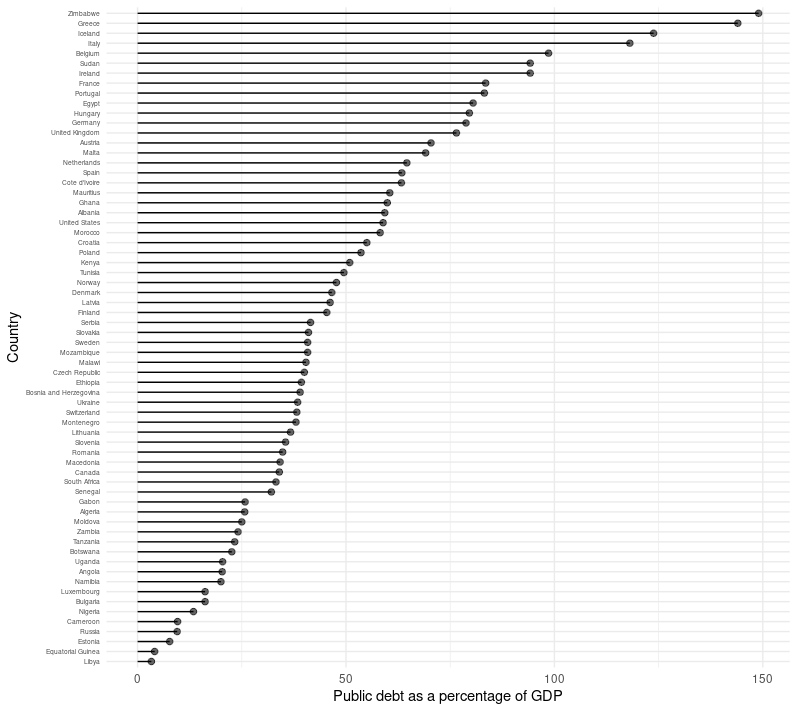 Zimbabwe
Greece
Iceland
Italy
Belgium
Sudan
Ireland
France
Portugal
Egypt
Hungary
Germany
United Kingdom
Austria
Malta
Netherlands
Spain
Cote d'Ivoire
Mauritius
Ghana
Albania
United States
Morocco
Croatia
Poland
Kenya
Tunisia
Norway
Denmark
Latvia
Finland
Serbia
Slovakia
Sweden
Mozambique
Malawi
Czech Republic
Ethiopia
Bosnia and Herzegovina
Ukraine
Switzerland
Montenegro
Lithuania
Slovenia
Romania
Macedonia
Canada
South Africa
Senegal
Gabon
Algeria
Moldova
Zambia
Tanzania
Botswana
Uganda
Angola
Namibia
Luxembourg
Bulgaria
Nigeria
Cameroon
Russia
Estonia
Equatorial Guinea
Libya
Country
0 50 100 150
Public debt as a percentage of GDP